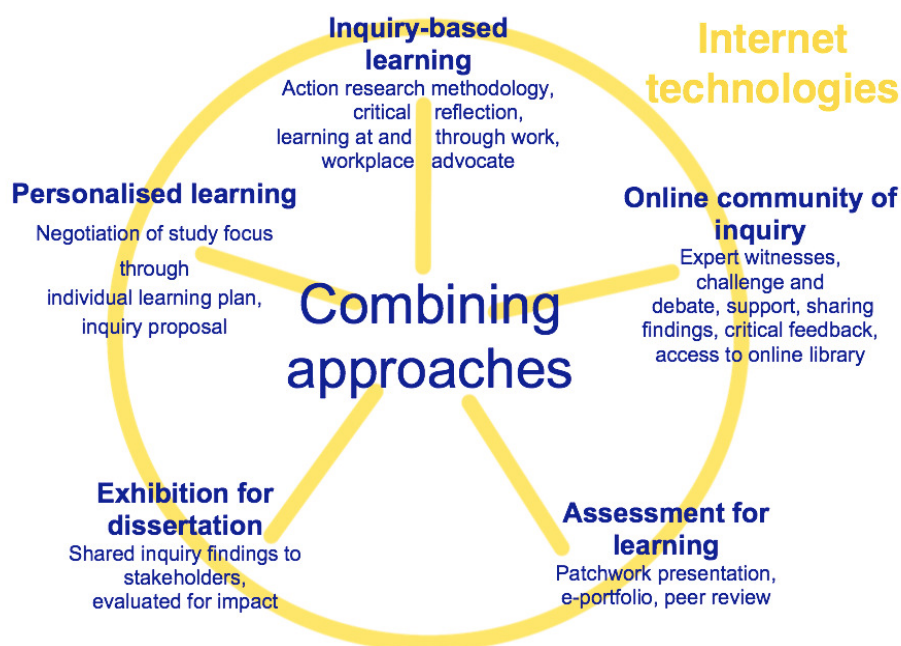 Inquiry-based
learning
Action research methodology,
critical reflection,
learning at and through work,
workplace advocate
Internet
technologies
Personalised learning
Negotiation of study focus
through
individual learning plan,
inquiry proposal
Online community of
inquiry
Expert witnesses,
challenge and
debate, support, sharing
findings, critical feedback,
access to online library
Combining
approaches
Exhibition for
dissertation
Shared inquiry findings to
stakeholders,
evaluated for impact
Assessment for
learning
Patchwork presentation,
e-portfolio, peer review